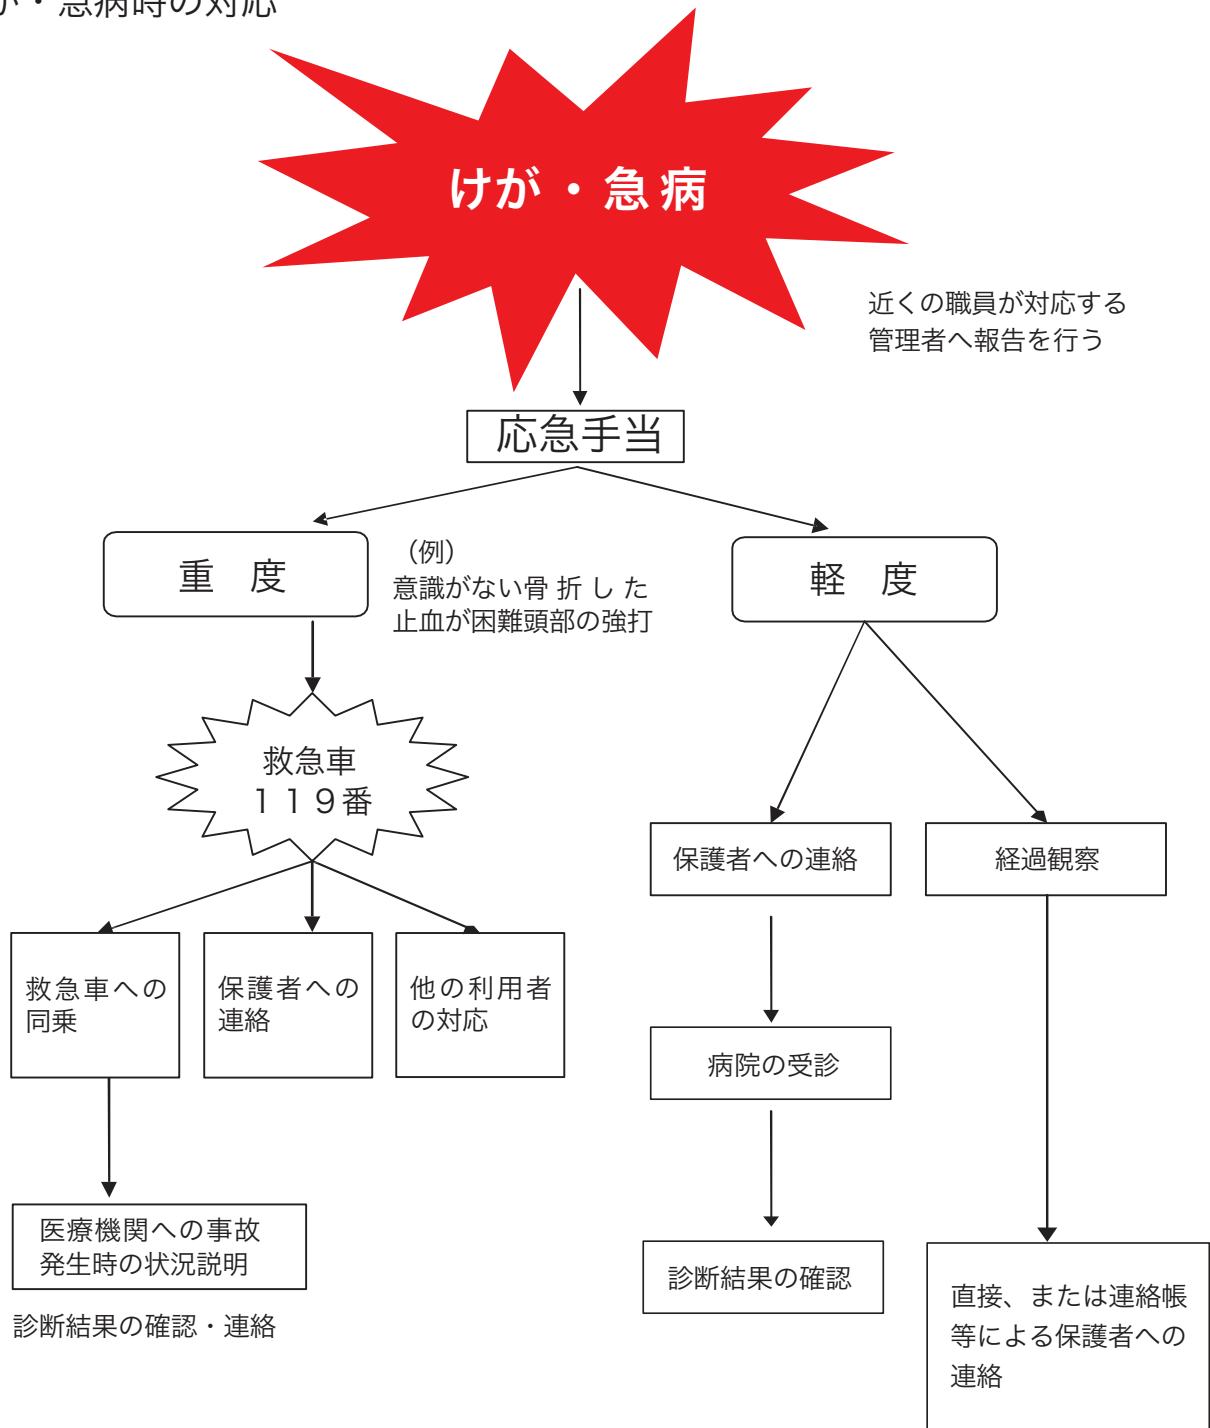 が・急病時の対応
けが・急病
近くの職員が対応する
管理者へ報告を行う
応急手当
重 度
(例)
意識がない骨 折 し た
止血が困難頭部の強打
軽 度
救急車
119番
保護者への連絡
経過観察
救急車への
同乗
保護者への
連絡
他の利用者
の対応
病院の受診
医療機関への事故
発生時の状況説明
診断結果の確認・連絡
診断結果の確認
直接、または連絡帳
等による保護者への
連絡